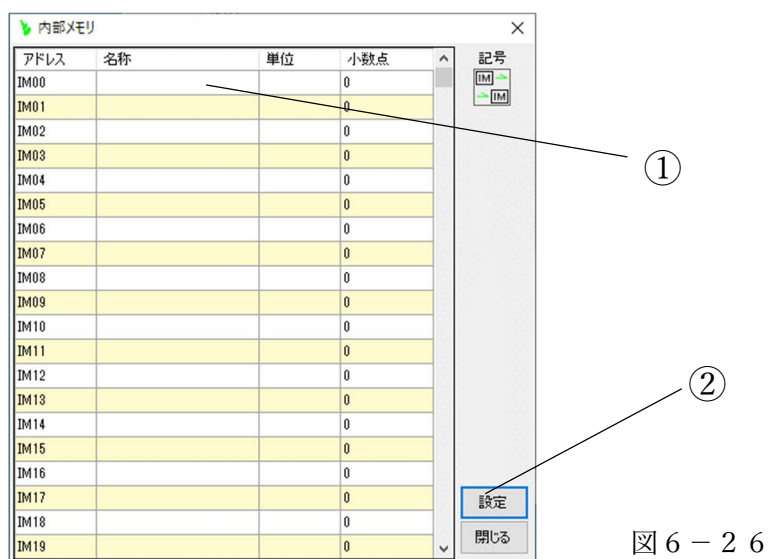 内部メモリ
アドレス 名称 単位 小数点 記号
IM00 0 IM
IM01 0 IM
IM02 0
IM03 0
①
IM04 0
IM05 0
IM06 0
IM07 0
IM08 0
IM09 0
IM10 0
IM11 0
IM12 0
②
IM13 0
IM14 0
IM15 0
IM16 0
IM17 0 設定
IM18 0
IM19 0 閉じる
図6-26